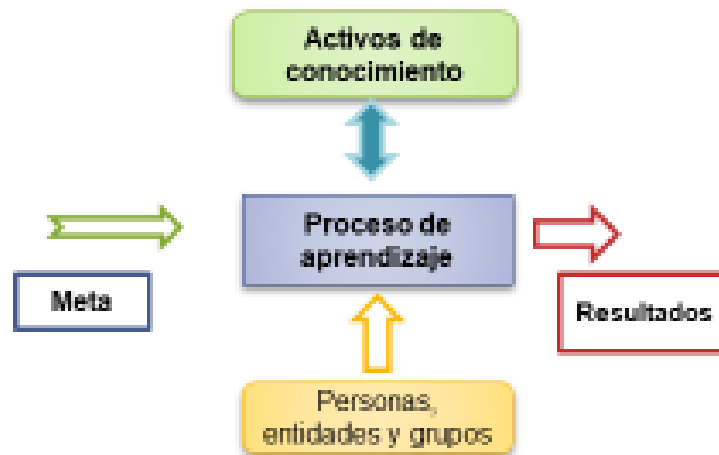 Activos de
conocimiento
Proceso de
aprendizaje
Meta
Resultados
Personas,
entidades y grupos